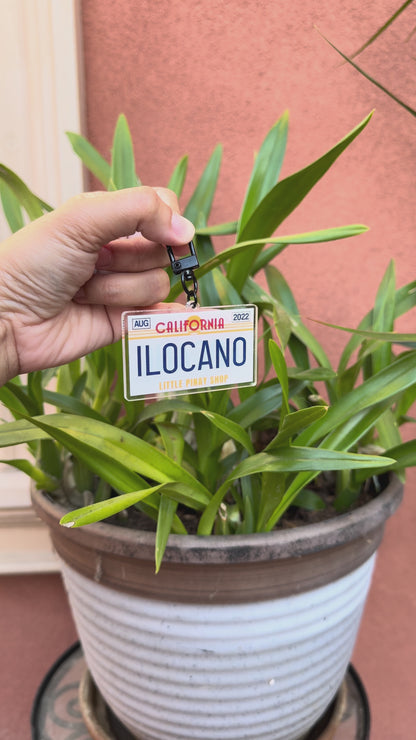 AUG CALIFORNIA 2022
ILOCANO
LITTLE PINAY SHOP